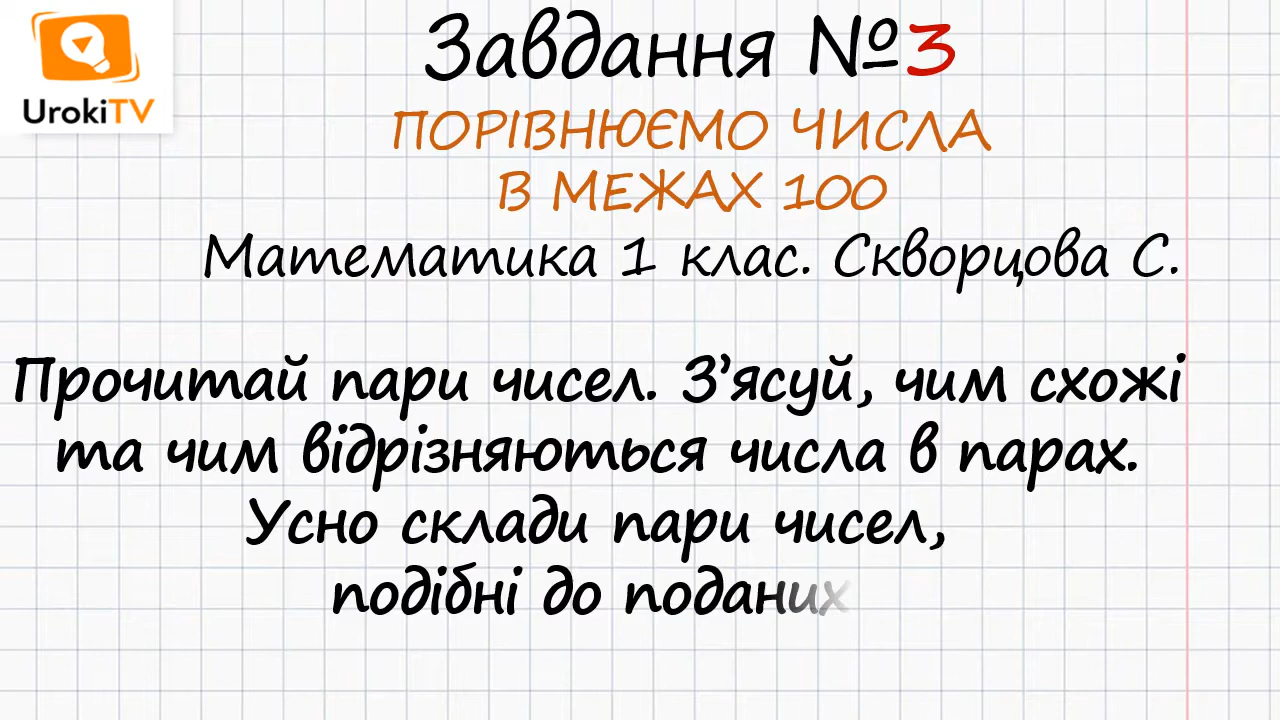 UrokiTV
Завдання №3
ПОРІВНЮЄМО ЧИСЛА
В МЕЖАХ 100
Математика 1 клас. Скворцова С.
Прочитай пари чисел. З’ясуй, чим схожі
та чим відрізняються числа в парах.
Усно склади пари чисел,
подібні до поданих